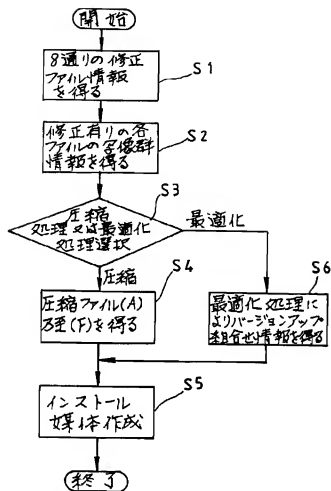 開始
8通りの修正
ファイル情報
を得る
S1
修正有りの各
ファイルの写像群
情報を得る
S2
圧縮
処理又は最適化
処理選択
S3
最適化
圧縮
S4
圧縮ファイル(A)
乃至(F)を得る
S6
最適化処理に
よりバージョンアップ
組合せ情報を得る
インストール
媒体作成
S5
終了